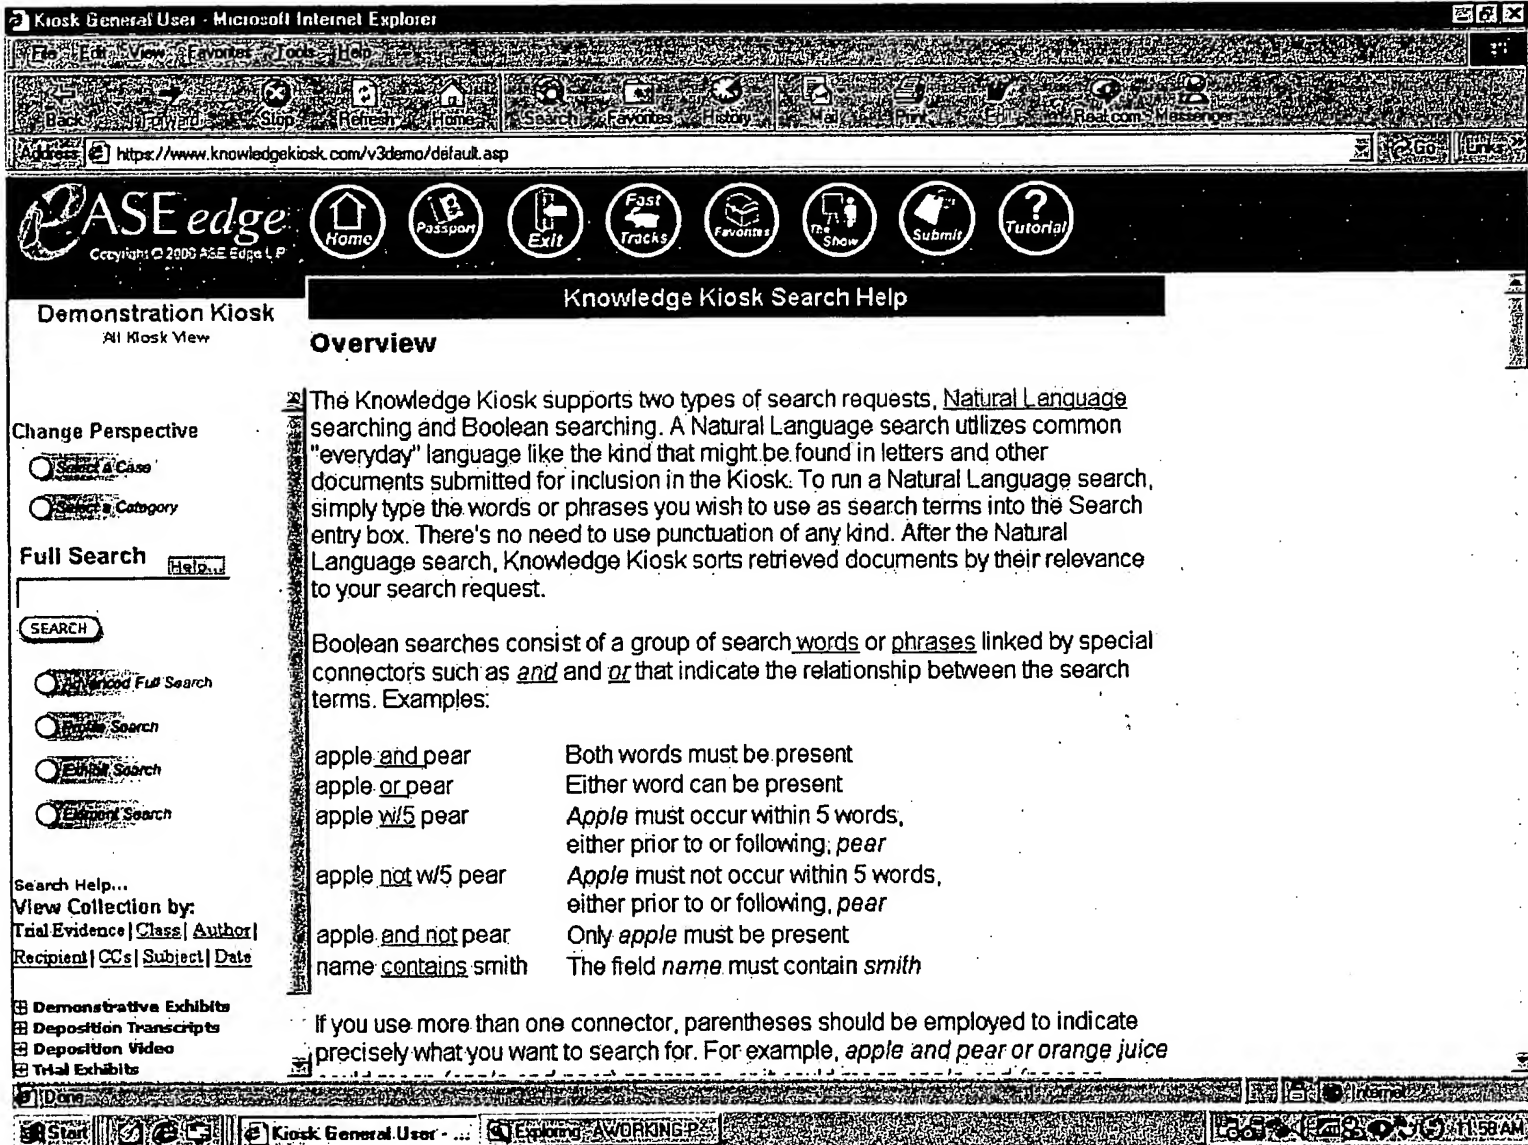 Kiosk General User - Microsoft Internet Explorer
File Edit View Favorites Tools Help
Back Forward Stop Refresh Home Search Favorites History Mail Print Edit Real.com Messenger
Address https://www.knowledgekiosk.com/v3demo/default.asp Go Links
eASE edge
Copyright © 2000 ASE Edge L.P.
Home Passport Exit Fast Tracks Favorites The Show Submit ? Tutorial
Demonstration Kiosk
All Kiosk View
Change Perspective
Select a Case
Select a Category
Full Search Help...
SEARCH
Advanced Full Search
Profile Search
Exhibit Search
Element Search
Search Help...
View Collection by:
Trial Evidence | Class | Author |
Recipient | CCs | Subject | Date
Demonstrative Exhibits
Deposition Transcripts
Deposition Video
Trial Exhibits
Knowledge Kiosk Search Help
Overview
The Knowledge Kiosk supports two types of search requests, Natural Language
searching and Boolean searching. A Natural Language search utilizes common
"everyday" language like the kind that might be found in letters and other
documents submitted for inclusion in the Kiosk. To run a Natural Language search,
simply type the words or phrases you wish to use as search terms into the Search
entry box. There's no need to use punctuation of any kind. After the Natural
Language search, Knowledge Kiosk sorts retrieved documents by their relevance
to your search request.
Boolean searches consist of a group of search words or phrases linked by special
connectors such as and and or that indicate the relationship between the search
terms. Examples:
apple and pear Both words must be present
apple or pear Either word can be present
apple w/5 pear Apple must occur within 5 words,
either prior to or following, pear
apple not w/5 pear Apple must not occur within 5 words,
either prior to or following, pear
apple and not pear Only apple must be present
name contains smith The field name must contain smith
If you use more than one connector, parentheses should be employed to indicate
precisely what you want to search for. For example, apple and pear or orange juice
Done Internet
Start Kiosk General User - ... Exploring - AWORKING P... 11:58 AM